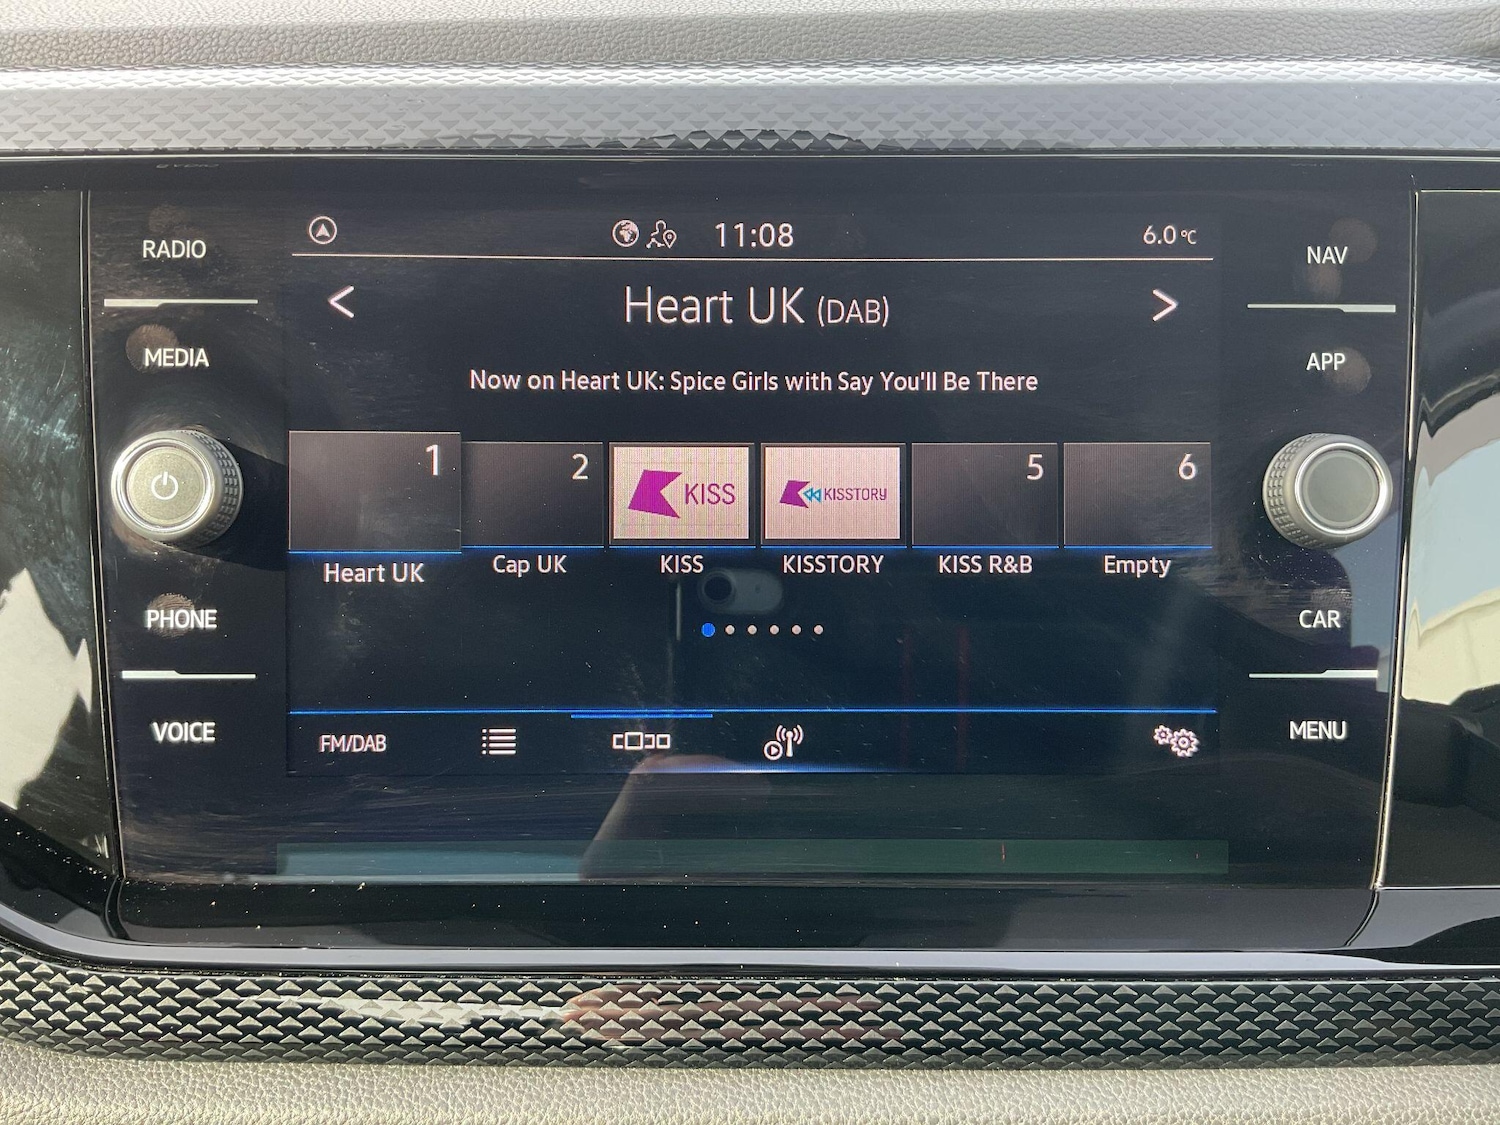 RADIO
MEDIA
PHONE
VOICE
11:08
6.0°C
< Heart UK (DAB) >
Now on Heart UK: Spice Girls with Say You'll Be There
1
2
KISS
KISSTORY
5
6
Heart UK
Cap UK
KISS
KISSTORY
KISS R&B
Empty
FM/DAB
NAV
APP
CAR
MENU